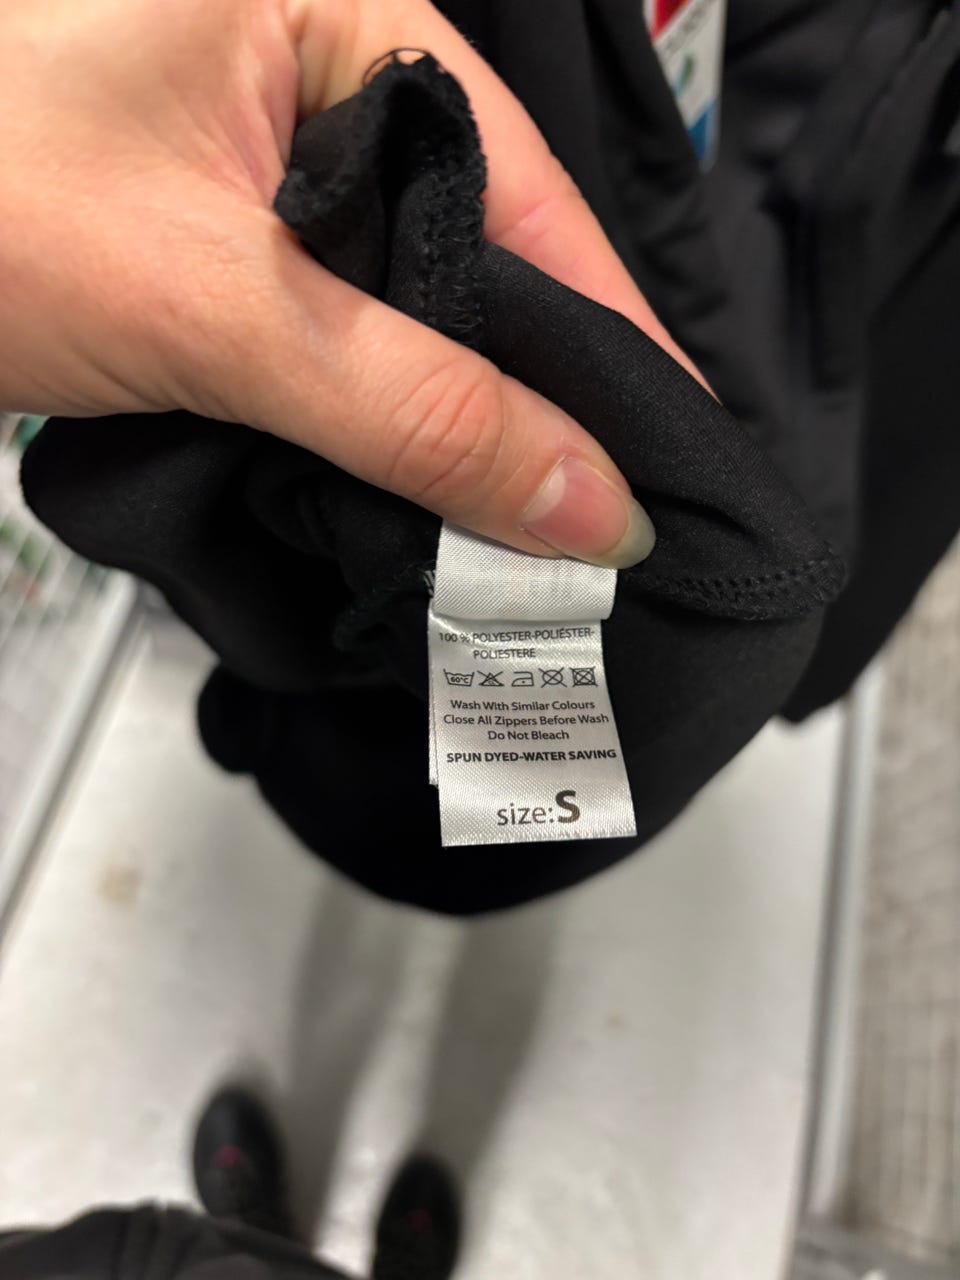 100 % POLYESTER-POLIÉSTER-
POLIESTERE
60°C
Wash With Similar Colours
Close All Zippers Before Wash
Do Not Bleach
SPUN DYED-WATER SAVING
size: S